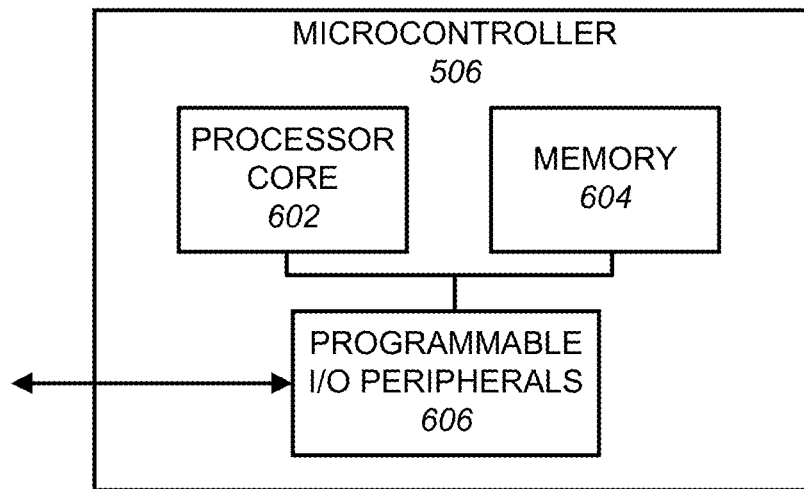 MICROCONTROLLER
506
PROCESSOR
CORE
602
MEMORY
604
PROGRAMMABLE
I/O PERIPHERALS
606